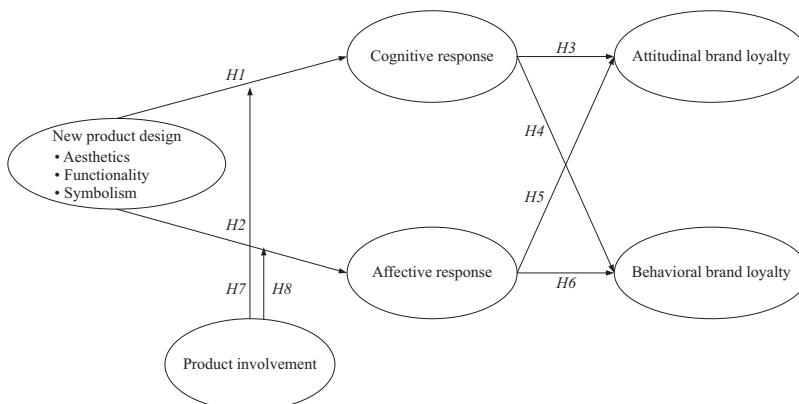 H1
Cognitive response
H3
Attitudinal brand loyalty
New product design
• Aesthetics
• Functionality
• Symbolism
H4
H5
H2
Affective response
H6
Behavioral brand loyalty
H7
H8
Product involvement